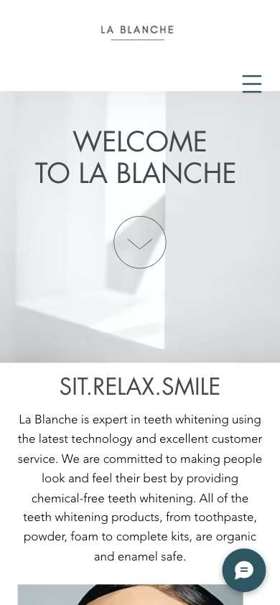 LA BLANCHE
WELCOME
TO LA BLANCHE
SIT.RELAX.SMILE
La Blanche is expert in teeth whitening using
the latest technology and excellent customer
service. We are committed to making people
look and feel their best by providing
chemical-free teeth whitening. All of the
teeth whitening products, from toothpaste,
powder, foam to complete kits, are organic
and enamel safe.